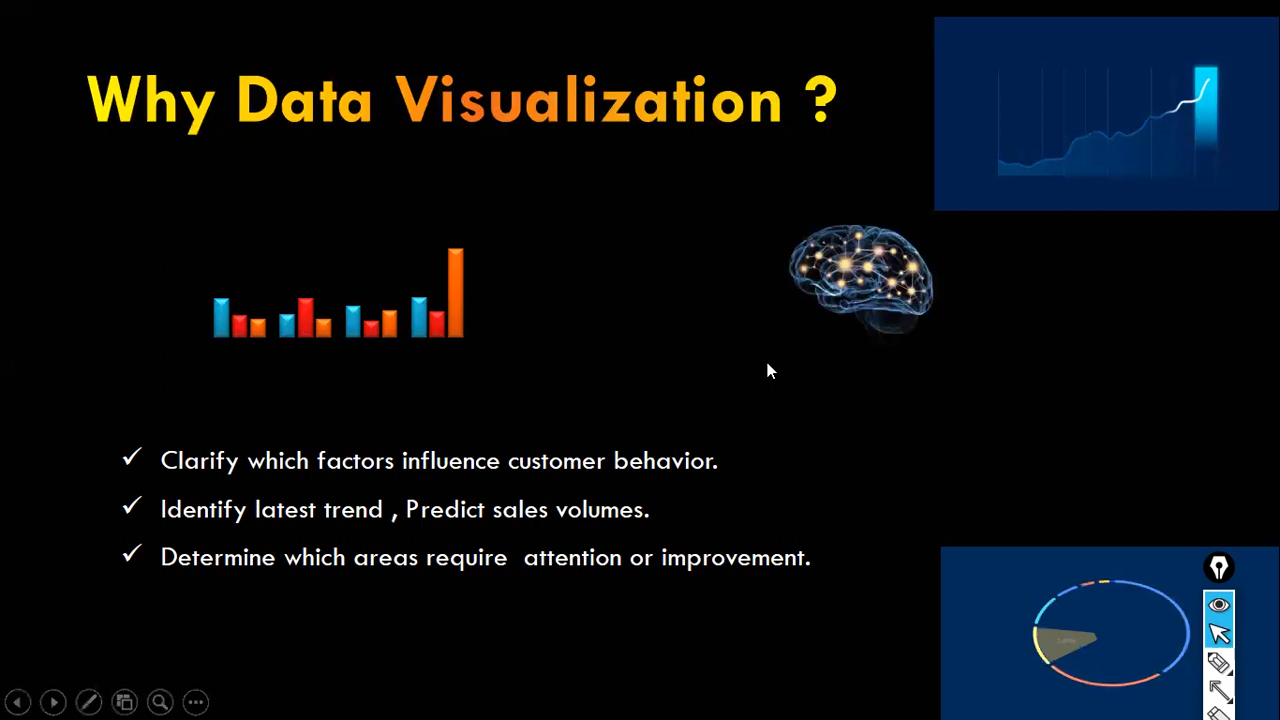 Why Data Visualization ?
✓ Clarify which factors influence customer behavior.
✓ Identify latest trend , Predict sales volumes.
✓ Determine which areas require  attention or improvement.